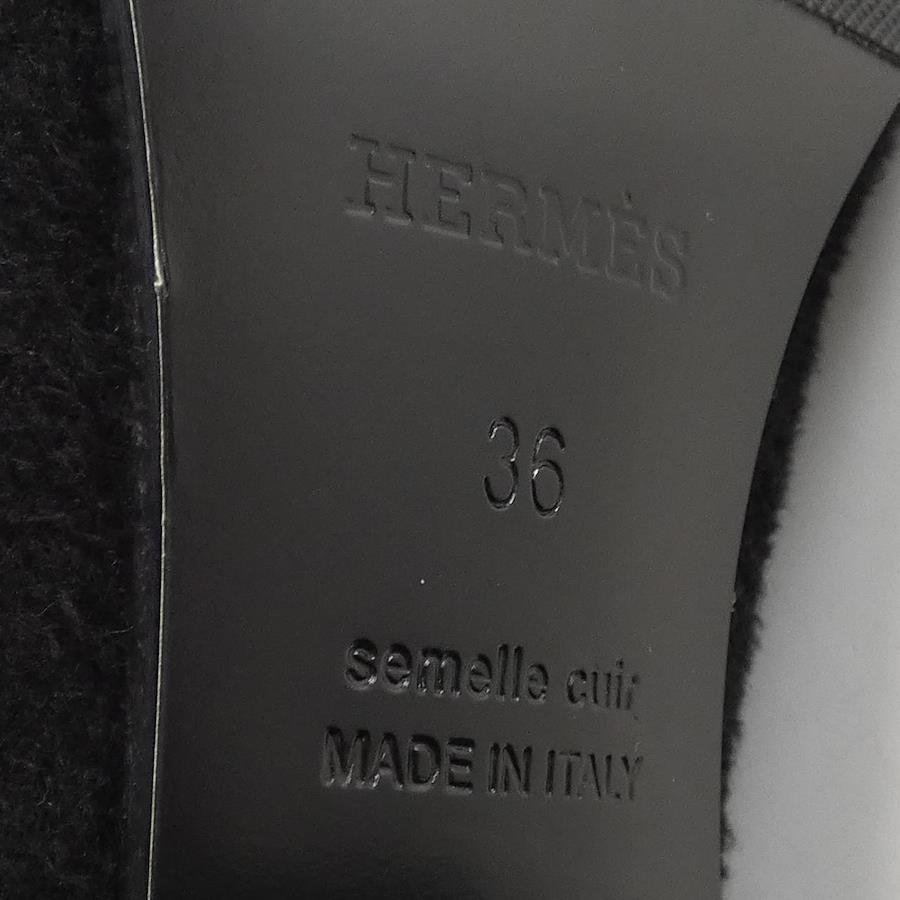 HERMÈS
36
semelle cuir
MADE IN ITALY